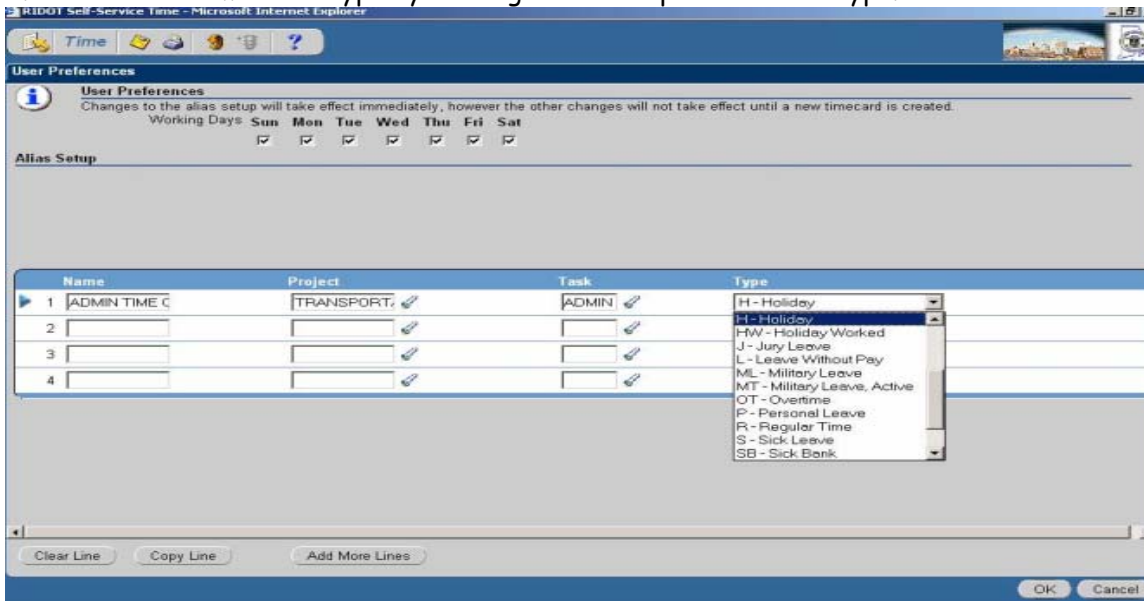 RIDOT Self-Service Time - Microsoft Internet Explorer
Time
?
User Preferences
User Preferences
Changes to the alias setup will take effect immediately, however the other changes will not take effect until a new timecard is created.
Working Days Sun Mon Tue Wed Thu Fri Sat
Alias Setup
Name Project Task Type
1 ADMIN TIME C TRANSPORT ADMIN H - Holiday
2
3
4
H - Holiday
HW - Holiday Worked
J - Jury Leave
L - Leave Without Pay
ML - Military Leave
MT - Military Leave, Active
OT - Overtime
P - Personal Leave
R - Regular Time
S - Sick Leave
SB - Sick Bank
Clear Line Copy Line Add More Lines
OK Cancel